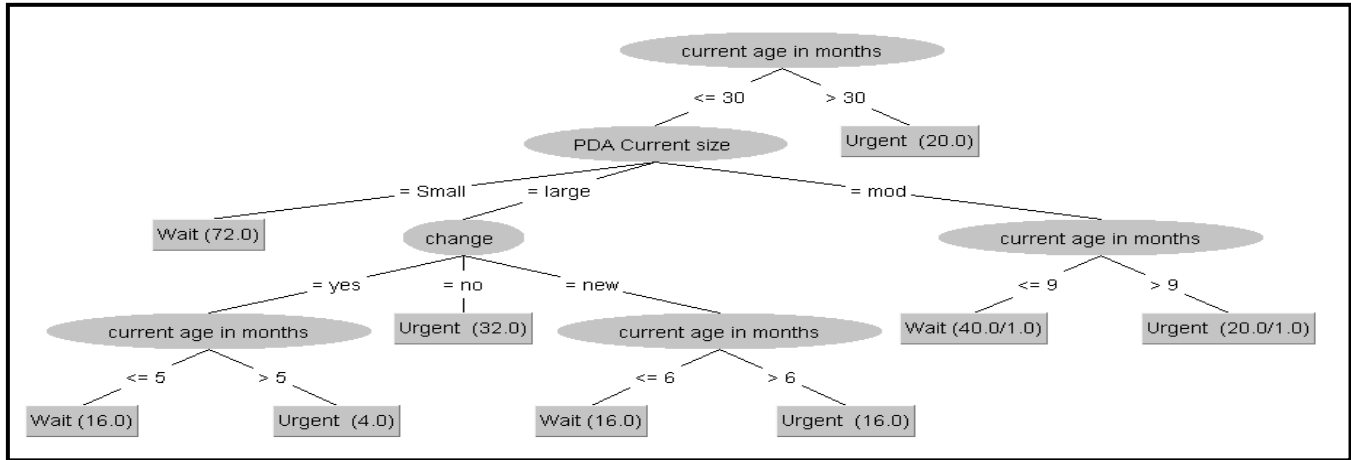 current age in months
<= 30 > 30
PDA Current size Urgent (20.0)
= Small = large = mod
Wait (72.0) change current age in months
= yes = no = new <= 9 > 9
current age in months Urgent (32.0) current age in months Wait (40.0/1.0) Urgent (20.0/1.0)
<= 5 > 5 <= 6 > 6
Wait (16.0) Urgent (4.0) Wait (16.0) Urgent (16.0)